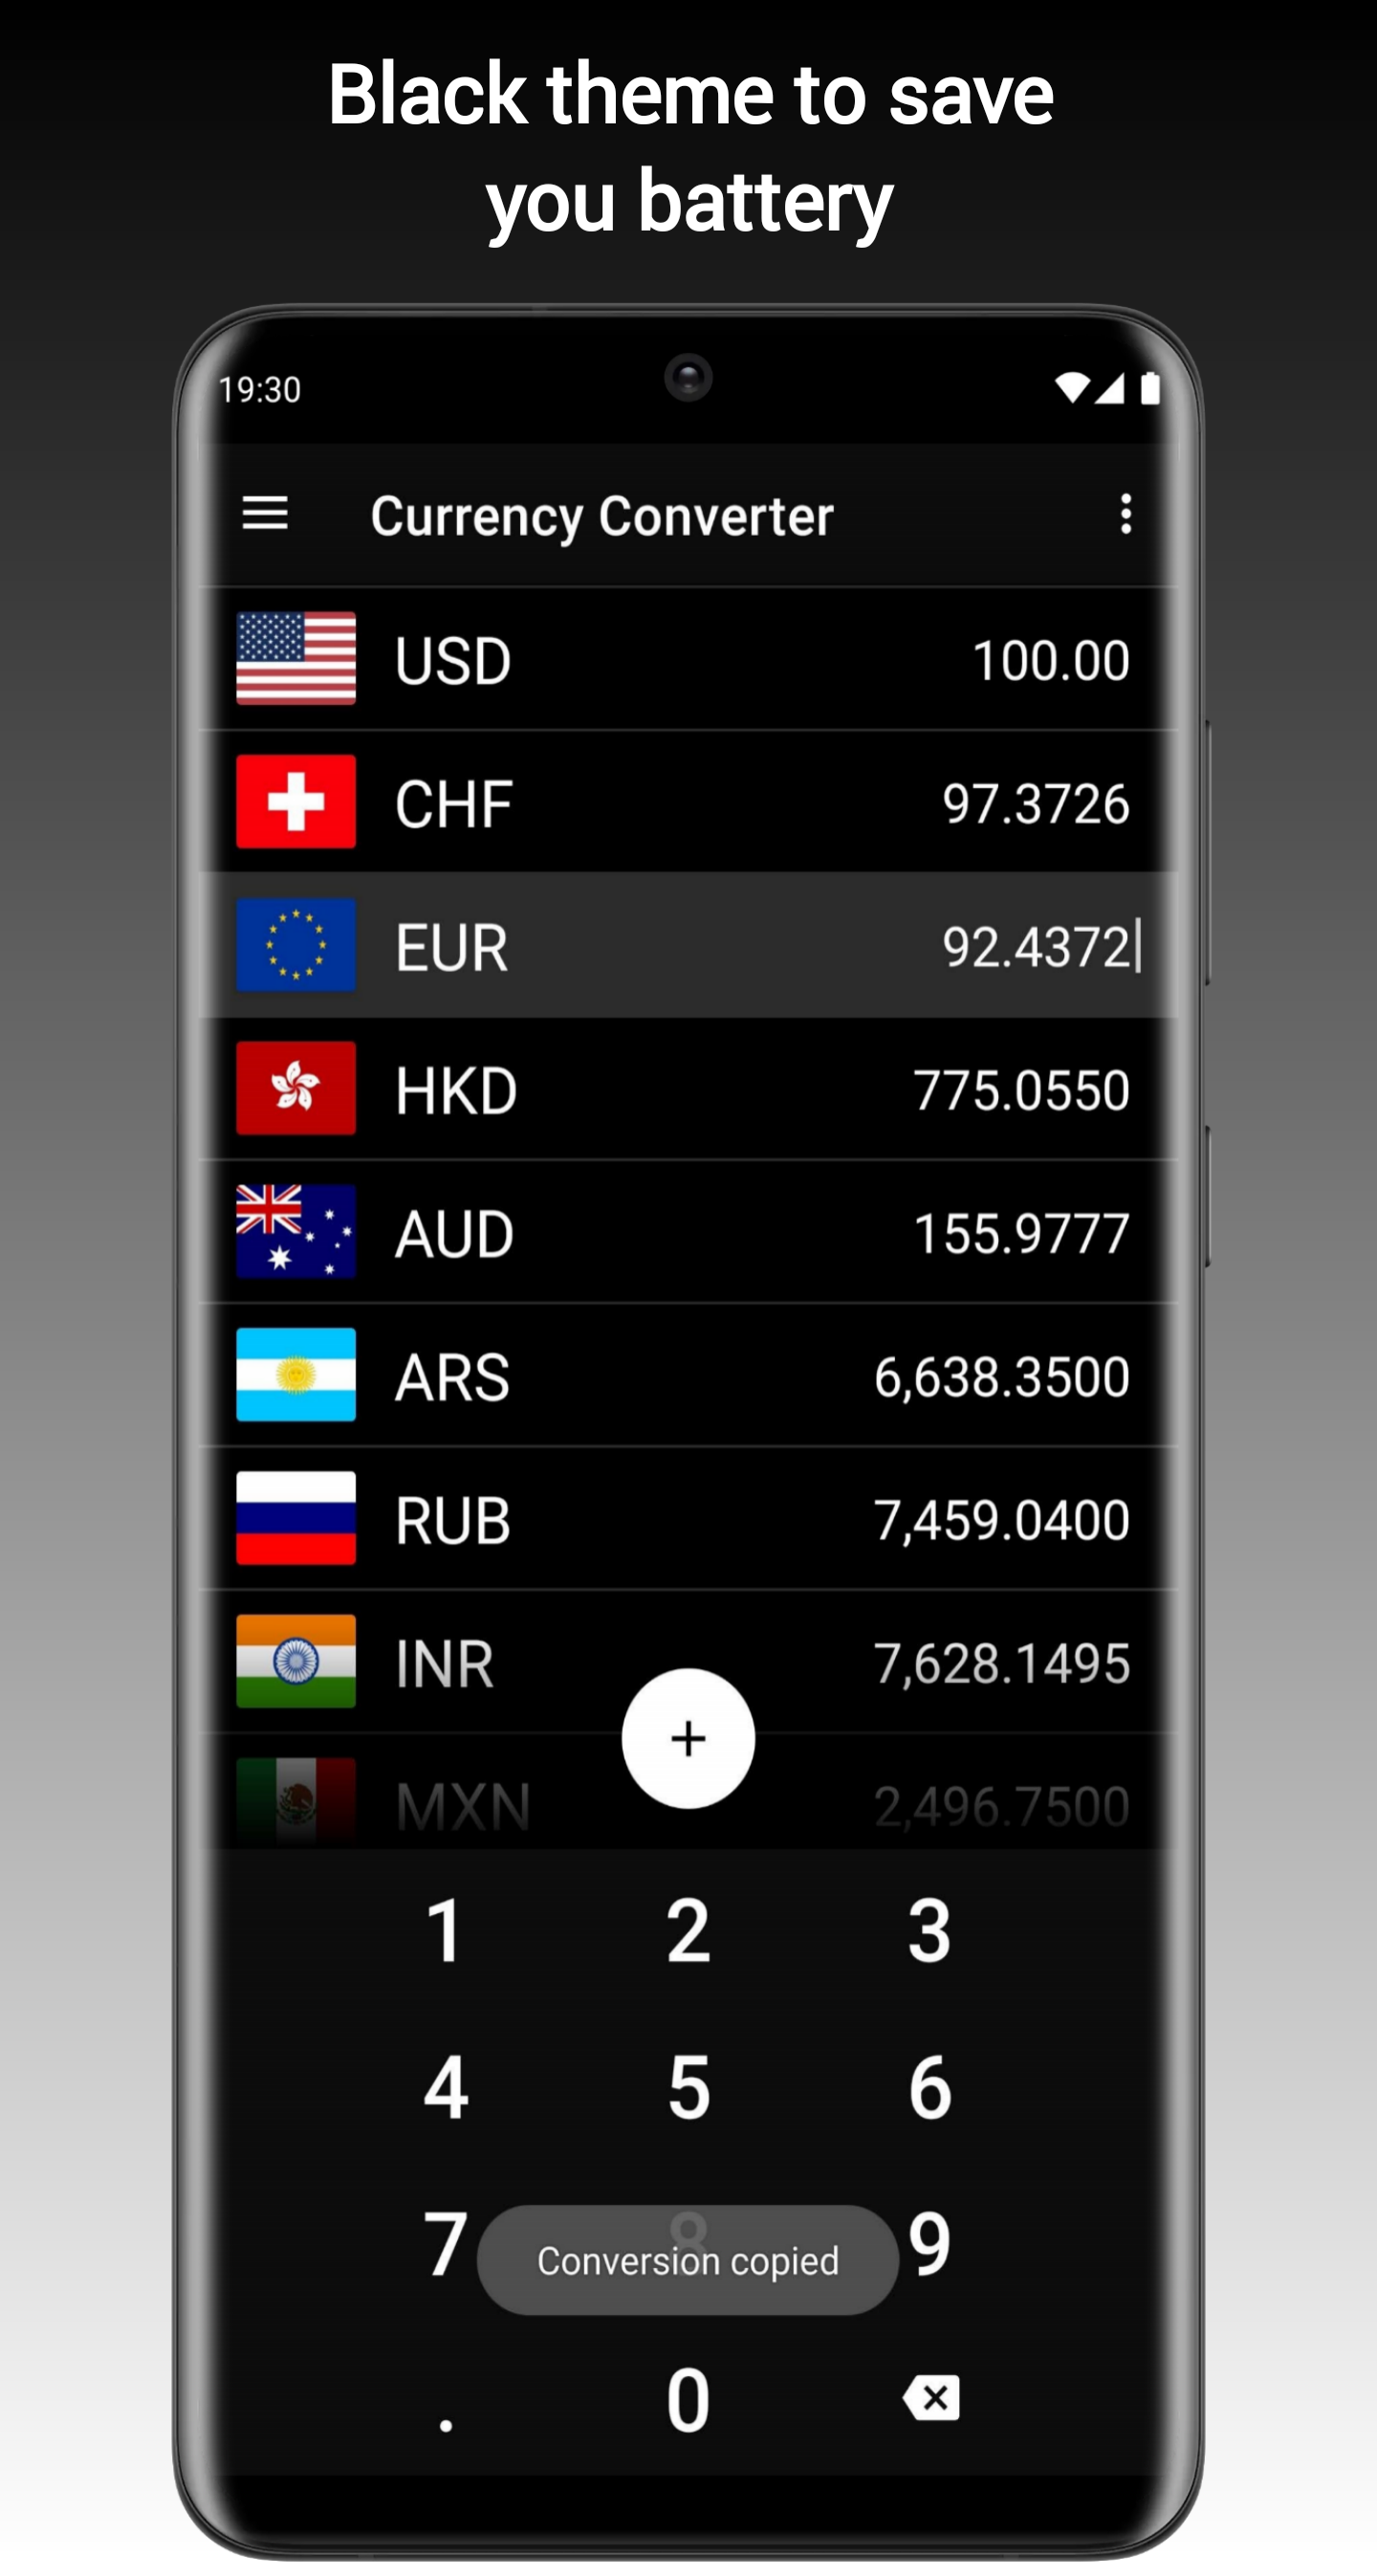 Black theme to save
you battery
19:30
Currency Converter
USD 100.00
CHF 97.3726
EUR 92.4372
HKD 775.0550
AUD 155.9777
ARS 6,638.3500
RUB 7,459.0400
INR 7,628.1495
+
MXN 2,496.7500
1 2 3
4 5 6
7 8 9
Conversion copied
. 0